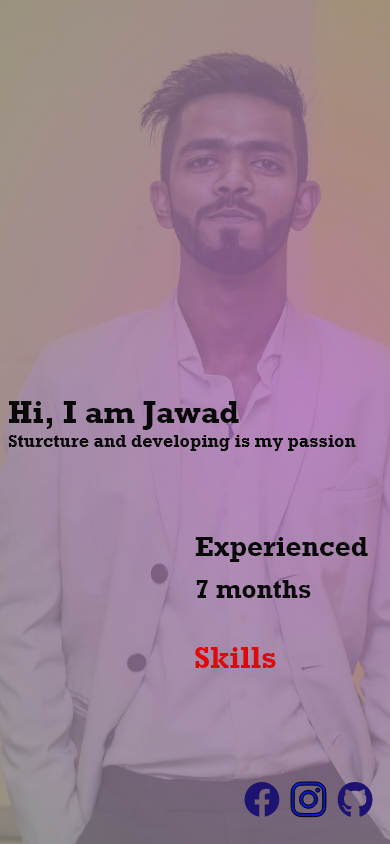 Hi, I am Jawad
Sturcture and developing is my passion
Experienced
7 months
Skills